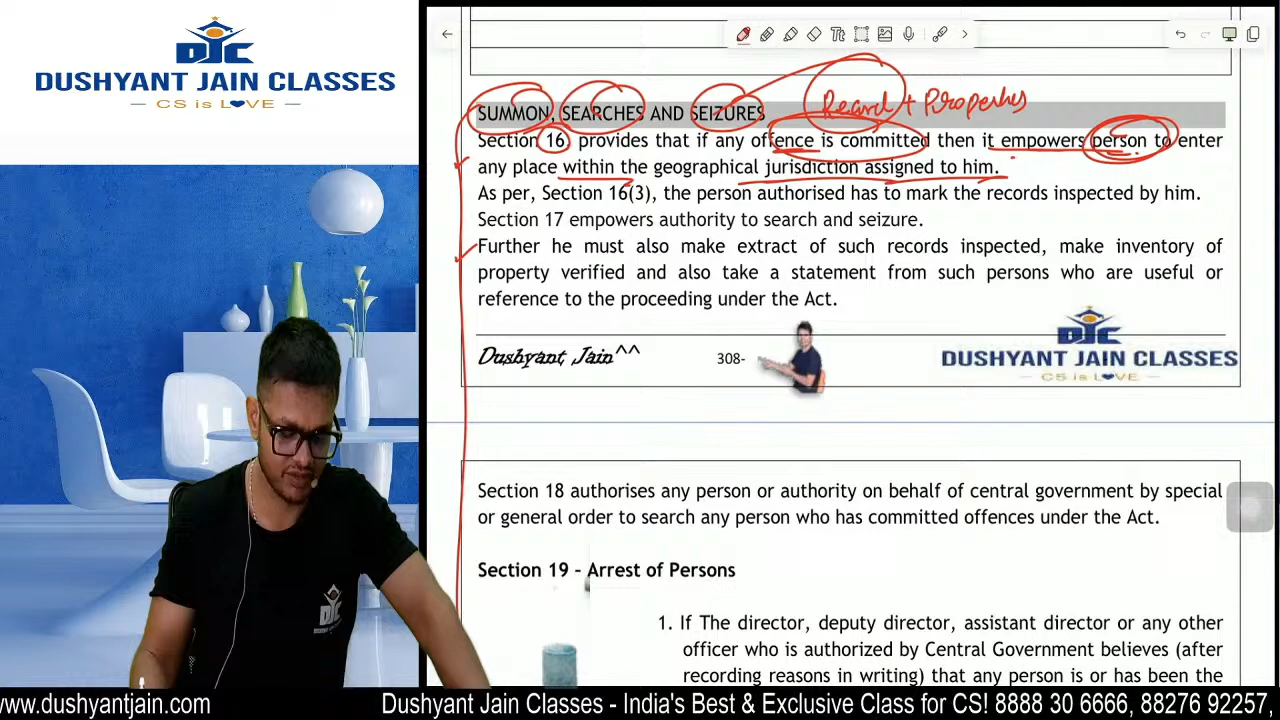 DJC
DUSHYANT JAIN CLASSES
CS is L VE
Record + Properties
SUMMON, SEARCHES AND SEIZURES
Section 16 provides that if any offence is committed then it empowers person to enter
any place within the geographical jurisdiction assigned to him.
As per, Section 16(3), the person authorised has to mark the records inspected by him.
Section 17 empowers authority to search and seizure.
Further he must also make extract of such records inspected, make inventory of
property verified and also take a statement from such persons who are useful or
reference to the proceeding under the Act.
Dushyant Jain^^
308-
DJC
DUSHYANT JAIN CLASSES
CS is L VE
Section 18 authorises any person or authority on behalf of central government by special
or general order to search any person who has committed offences under the Act.
Section 19 – Arrest of Persons
1. If The director, deputy director, assistant director or any other
officer who is authorized by Central Government believes (after
recording reasons in writing) that any person is or has been the
www.dushyantjain.com
Dushyant Jain Classes - India's Best & Exclusive Class for CS! 8888 30 6666, 88276 92257,